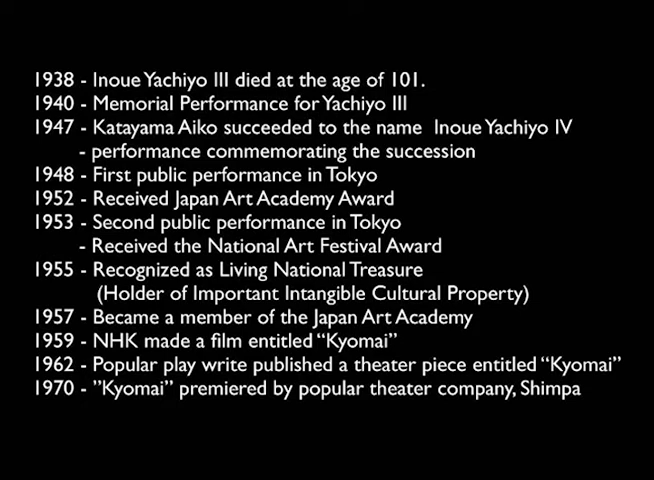 1938 - Inoue Yachiyo III died at the age of 101.
1940 - Memorial Performance for Yachiyo III
1947 - Katayama Aiko succeeded to the name Inoue Yachiyo IV
- performance commemorating the succession
1948 - First public performance in Tokyo
1952 - Received Japan Art Academy Award
1953 - Second public performance in Tokyo
- Received the National Art Festival Award
1955 - Recognized as Living National Treasure
(Holder of Important Intangible Cultural Property)
1957 - Became a member of the Japan Art Academy
1959 - NHK made a film entitled “Kyomai”
1962 - Popular play write published a theater piece entitled “Kyomai”
1970 - ”Kyomai” premiered by popular theater company, Shimpa